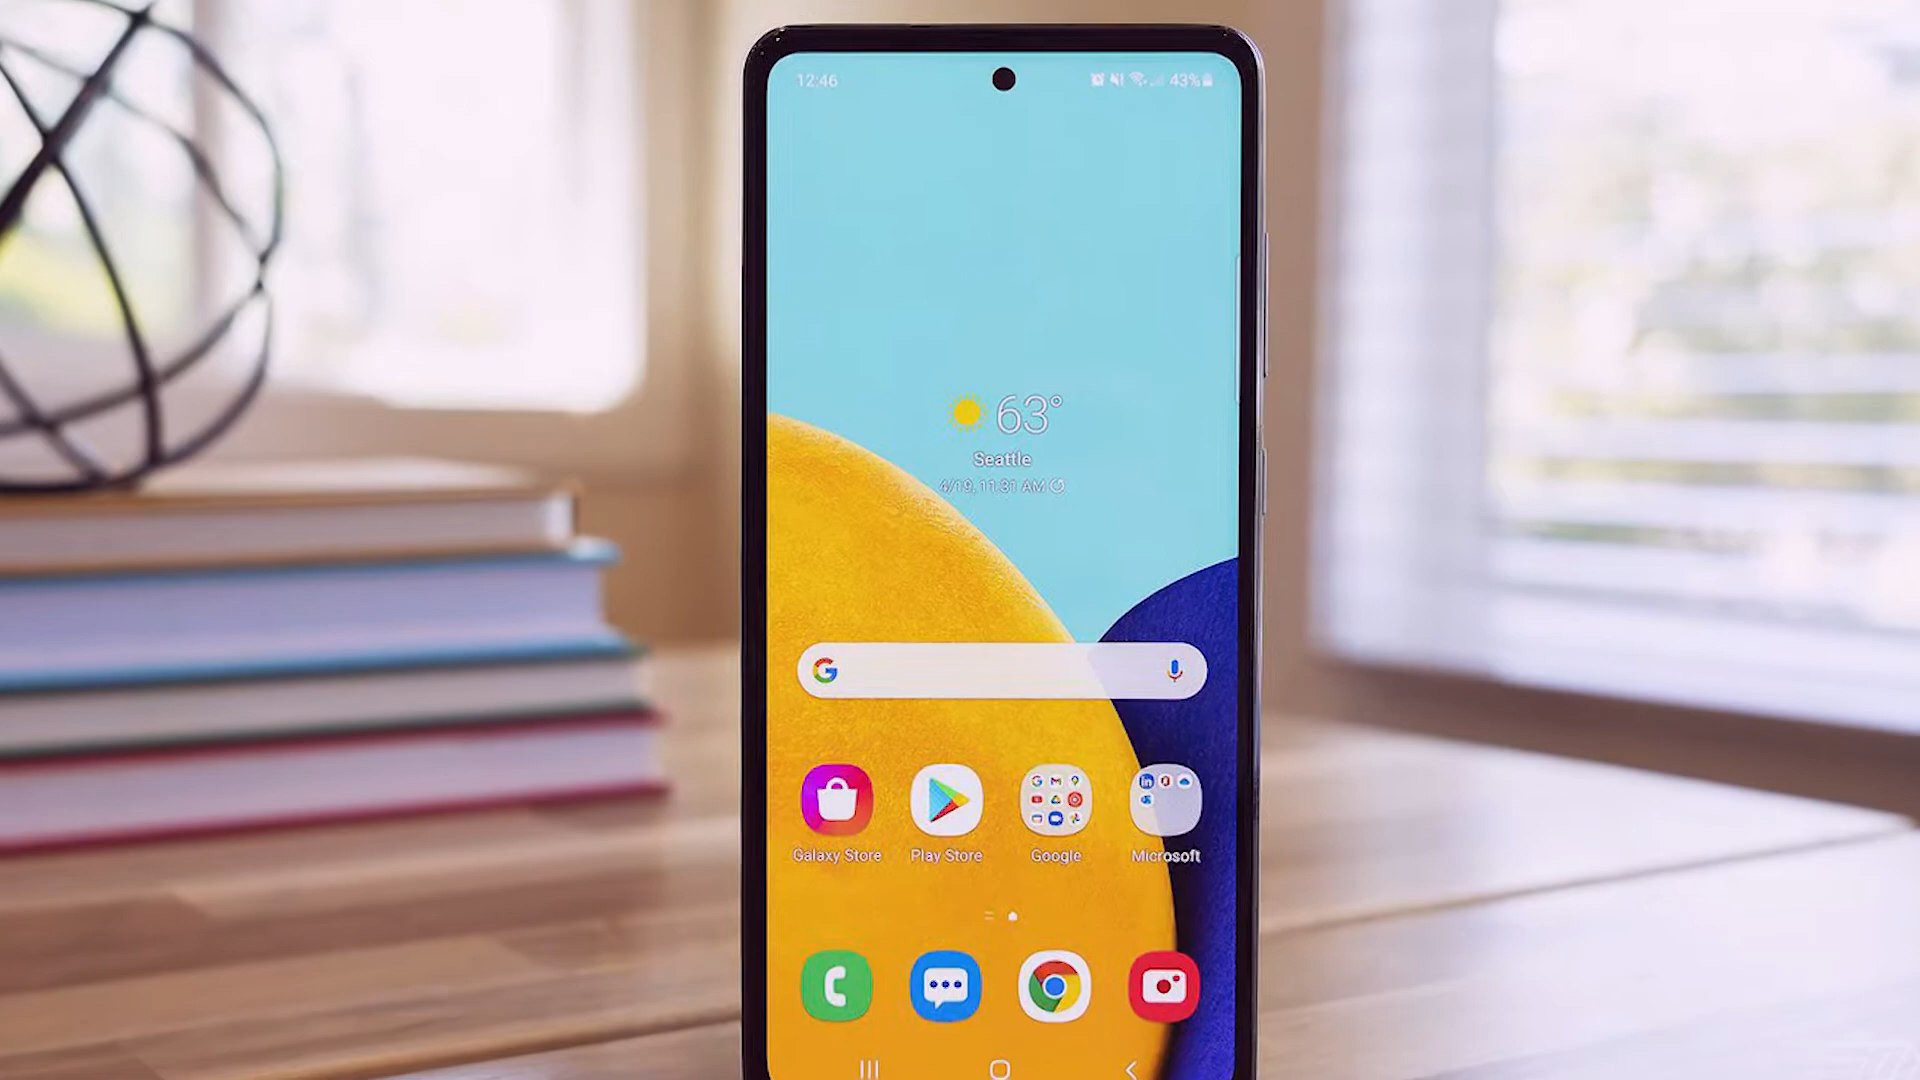 12:46
43%
63°
Seattle
4/19, 11:31 AM
Galaxy Store
Play Store
Google
Microsoft